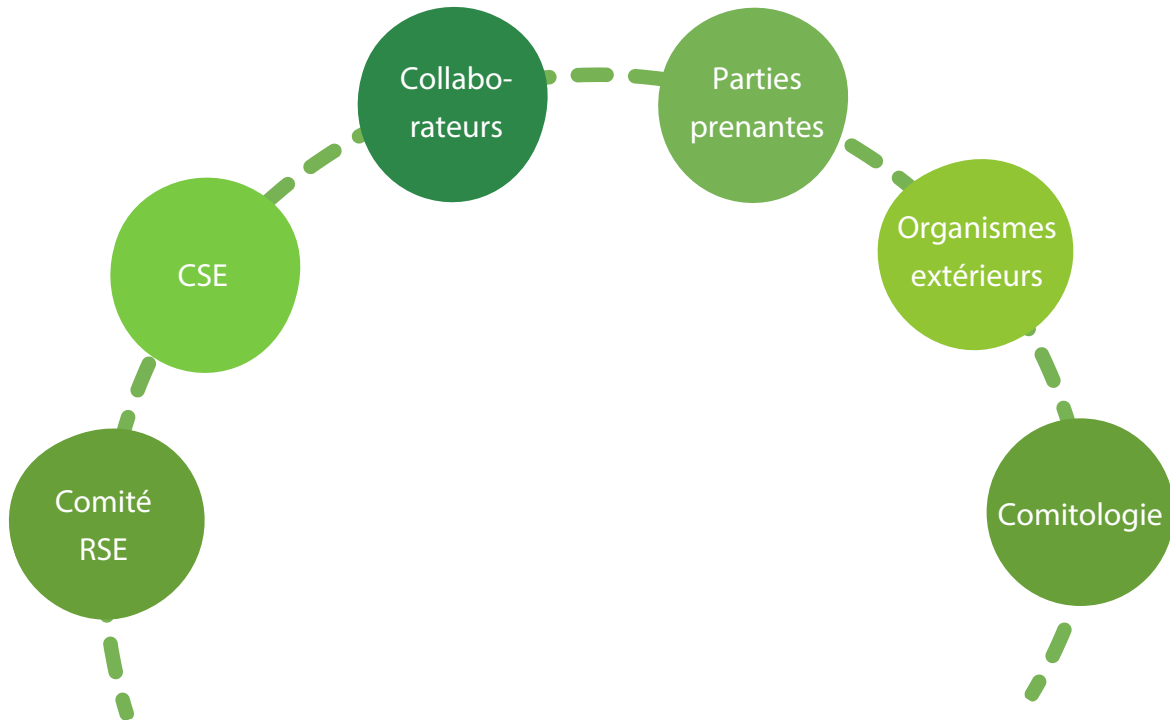 Collabo-
rateurs
Parties
prenantes
Organismes
extérieurs
CSE
Comité
RSE
Comitologie